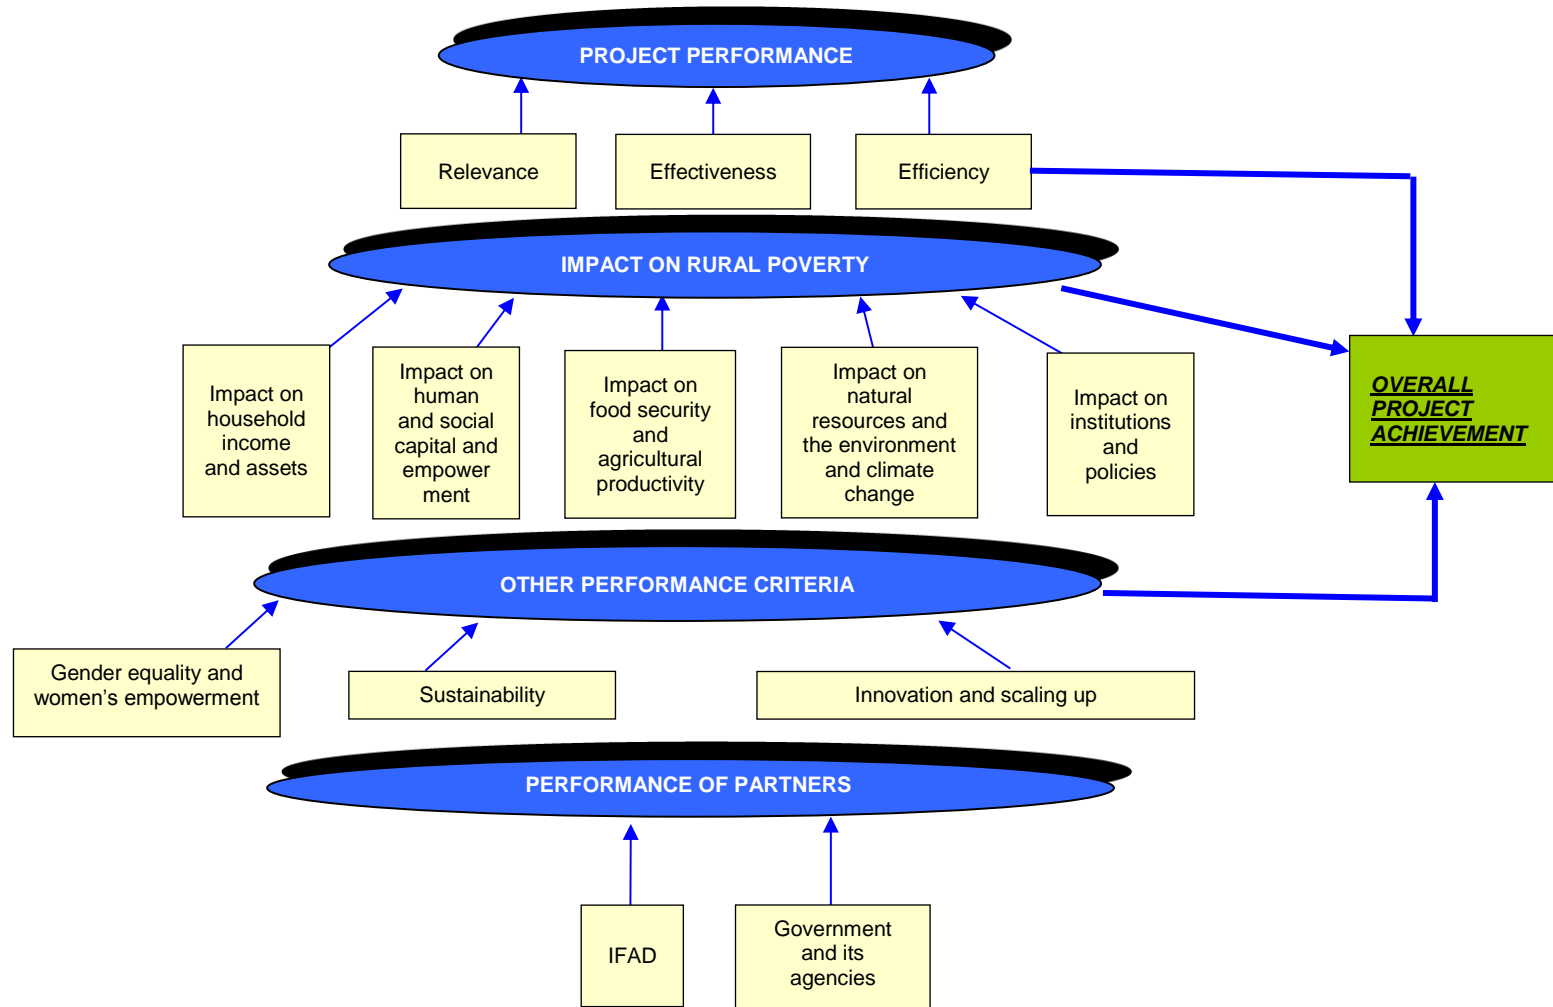 PROJECT PERFORMANCE
Relevance
Effectiveness
Efficiency
IMPACT ON RURAL POVERTY
Impact on
household
income
and assets
Impact on
human
and social
capital and
empower
ment
Impact on
food security
and
agricultural
productivity
Impact on
natural
resources and
the environment
and climate
change
Impact on
institutions
and
policies
OVERALL
PROJECT
ACHIEVEMENT
OTHER PERFORMANCE CRITERIA
Gender equality and
women’s empowerment
Sustainability
Innovation and scaling up
PERFORMANCE OF PARTNERS
IFAD
Government
and its
agencies